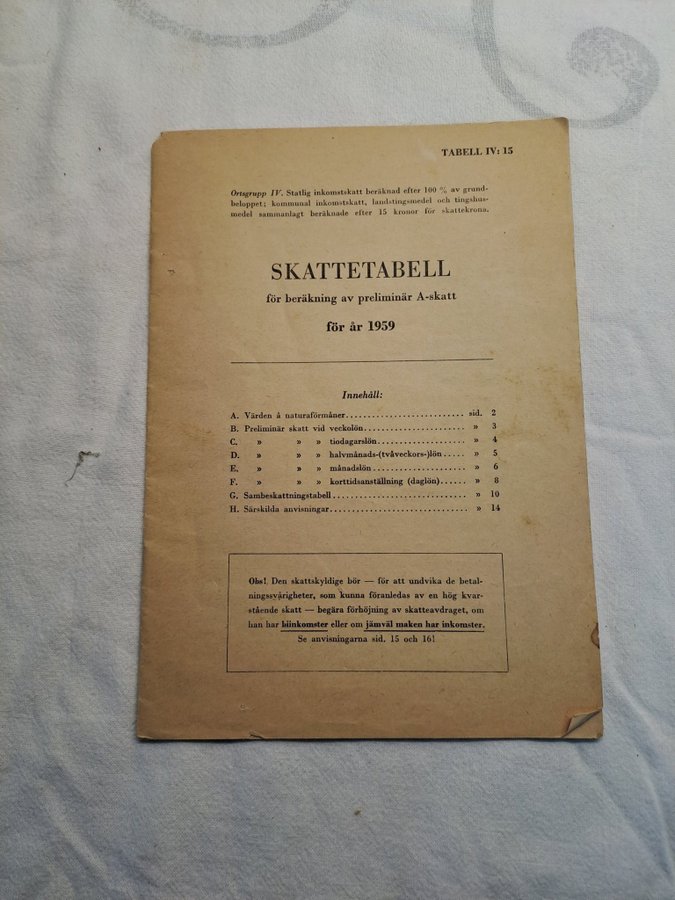 TABELL IV: 15
Ortsgrupp IV. Statlig inkomstskatt beräknad efter 100 % av grund-
beloppet; kommunal inkomstskatt, landstingsmedel och tingshus-
medel sammanlagt beräknade efter 15 kronor för skattekrona.
SKATTETABELL
för beräkning av preliminär A-skatt
för år 1959
Innehåll:
A. Värden å naturaförmåner.......................... sid. 2
B. Preliminär skatt vid veckolön........................ » 3
C. » » » tiodagarslön.................... » 4
D. » » » halvmånads-(tvåveckors-)lön..... » 5
E. » » » månadslön..................... » 6
F. » » » korttidsanställning (daglön)...... » 8
G. Sambeskattningstabell.............................. » 10
H. Särskilda anvisningar............................... » 14
Obs! Den skattskyldige bör — för att undvika de betal-
ningssvårigheter, som kunna föranledas av en hög kvar-
stående skatt — begära förhöjning av skatteavdraget, om
han har biinkomster eller om jämväl maken har inkomster.
Se anvisningarna sid. 15 och 16!